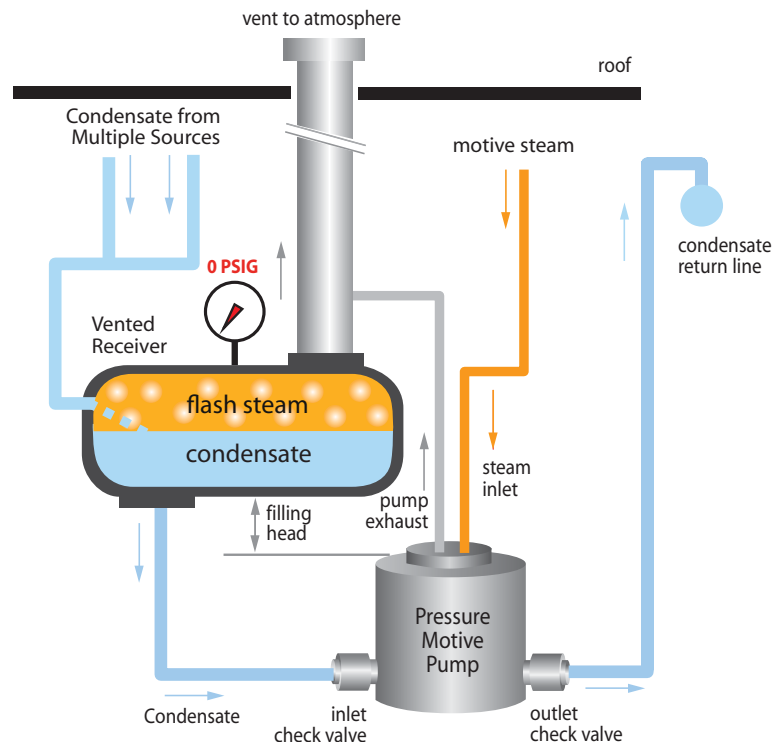 vent to atmosphere
roof
Condensate from
Multiple Sources
motive steam
0 PSIG
condensate
return line
Vented
Receiver
flash steam
condensate
steam
inlet
filling
head
pump
exhaust
Pressure
Motive
Pump
Condensate
inlet
check valve
outlet
check valve